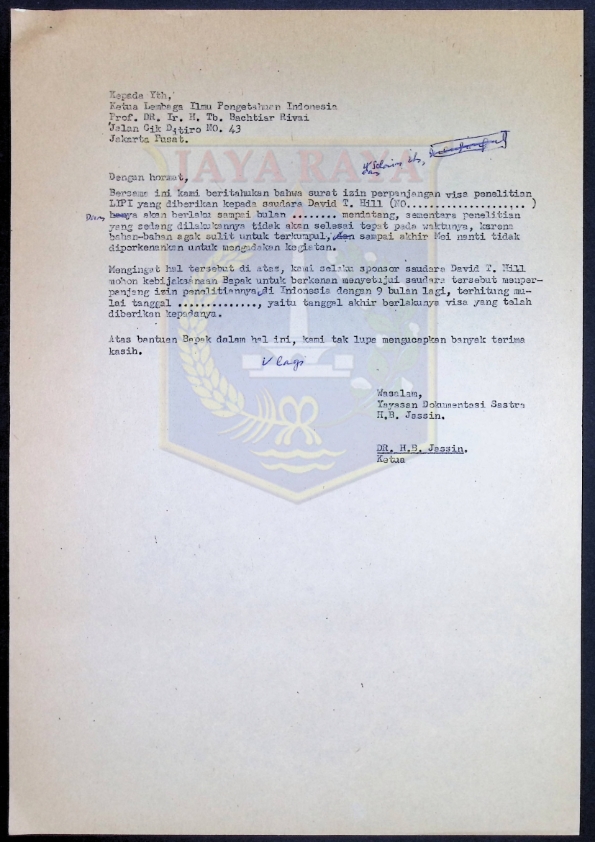 Kepada Yth,
Ketua Lembaga Ilmu Pongetahuan Indonesia
Prof. DR. Ir. H. Tb. Bachtiar Rivai
Jalan Cik Ditiro NO. 43
Jakarta Pusat.
JAYA RAYA
Dengan hormat,
Bersama ini kami beritahukan bahwa surat izin perpanjangan visa penelitian
LIPI yang diberikan kepada saudara David T. Hill (NO.................... )
hanya akan berlaku sampai bulan ........ mendatang, sementara penelitian
yang sedang dilakukannya tidak akan selesai tepat pada waktunya, karena
bahan-bahan agak sulit untuk terkumpul, dan sampai akhir Mei nanti tidak
diperkenankan untuk mengadakan kegiatan.
Mengingat hal tersebut di atas, kami selaku sponsor saudara David T. Hill
mohon kebijaksanaan Bapak untuk berkenan menyetujui saudara tersebut memper-
panjang izin penelitiannya di Indonesia dengan 9 bulan lagi, terhitung mu-
lai tanggal ............., yaitu tanggal akhir berlakunya visa yang telah
diberikan kepadanya.
Atas bantuan Bapak dalam hal ini, kami tak lupa mengucapkan banyak terima
kasih.
Wasalam,
Yayasan Dokumentasi Sastra
H.B. Jassin.
DR. H.B. Jassin.
Ketua